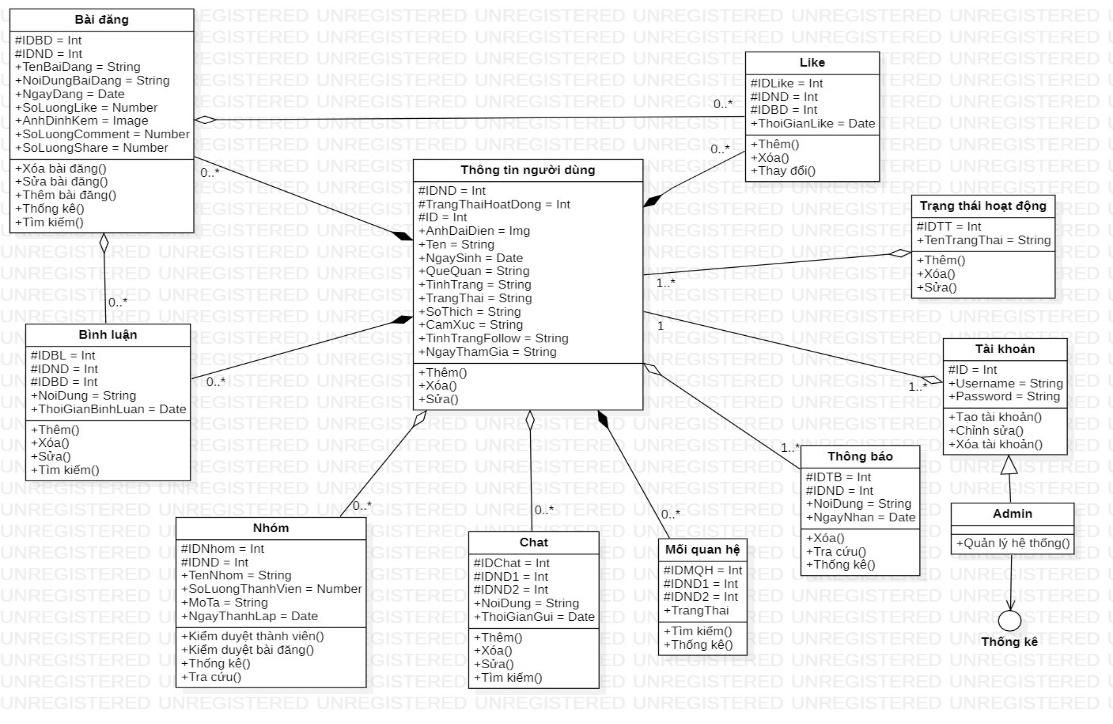 Bài đăng
#IDBD = Int
#IDND = Int
+TenBaiDang = String
+NoiDungBaiDang = String
+NgayDang = Date
+SoLuongLike = Number
+AnhDinhKem = Image
+SoLuongComment = Number
+SoLuongShare = Number
+Xóa bài đăng()
+Sửa bài đăng()
+Thêm bài đăng()
+Thống kê()
+Tìm kiếm()
0..*
0..*
Like
#IDLike = Int
#IDND = Int
#IDBD = Int
+ThoiGianLike = Date
+Thêm()
+Xóa()
+Thay đổi()
0..*
0..*
Thông tin người dùng
#IDND = Int
#TrangThaiHoatDong = Int
#ID = Int
+AnhDaiDien = Img
+Ten = String
+NgaySinh = Date
+QueQuan = String
+TinhTrang = String
+TrangThai = String
+SoThich = String
+CamXuc = String
+TinhTrangFollow = String
+NgayThamGia = String
+Thêm()
+Xóa()
+Sửa()
Trạng thái hoạt động
#IDTT = Int
+TenTrangThai = String
+Thêm()
+Xóa()
+Sửa()
1..*
1
1..*
Bình luận
#IDBL = Int
#IDND = Int
#IDBD = Int
+NoiDung = String
+ThoiGianBinhLuan = Date
+Thêm()
+Xóa()
+Sửa()
+Tìm kiếm()
0..*
Tài khoản
#ID = Int
+Username = String
+Password = String
+Tạo tài khoản()
+Chỉnh sửa()
+Xóa tài khoản()
1..*
Thông báo
#IDTB = Int
#IDND = Int
+NoiDung = String
+NgayNhan = Date
+Xóa()
+Tra cứu()
+Thống kê()
0..*
Nhóm
#IDNhom = Int
#IDND = Int
+TenNhom = String
+SoLuongThanhVien = Number
+MoTa = String
+NgayThanhLap = Date
+Kiểm duyệt thành viên()
+Kiểm duyệt bài đăng()
+Thống kê()
+Tra cứu()
0..*
Chat
#IDChat = Int
#IDND1 = Int
#IDND2 = Int
+NoiDung = String
+ThoiGianGui = Date
+Thêm()
+Xóa()
+Sửa()
+Tìm kiếm()
0..*
Mối quan hệ
#IDMQH = Int
#IDND1 = Int
#IDND2 = Int
+TrangThai
+Tìm kiếm()
+Thống kê()
Admin
+Quản lý hệ thống()
Thống kê
UNREGISTERED